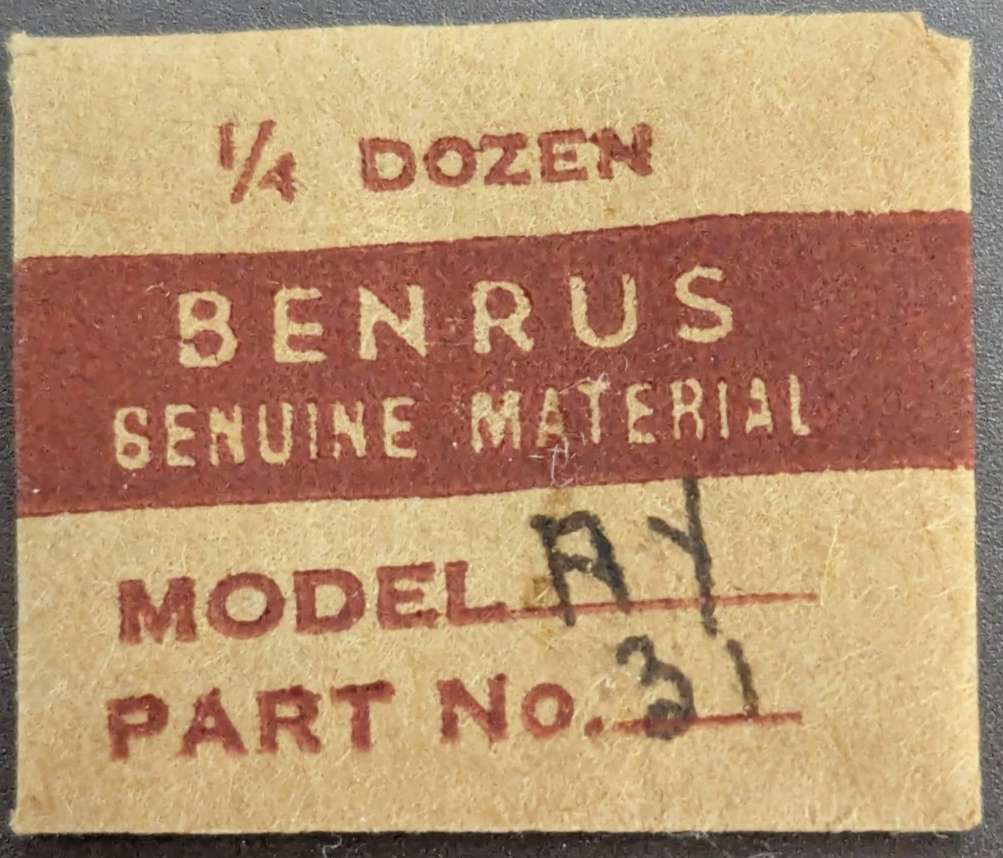 1/4 DOZEN
BENRUS
GENUINE MATERIAL
MODEL AY
PART No. 31